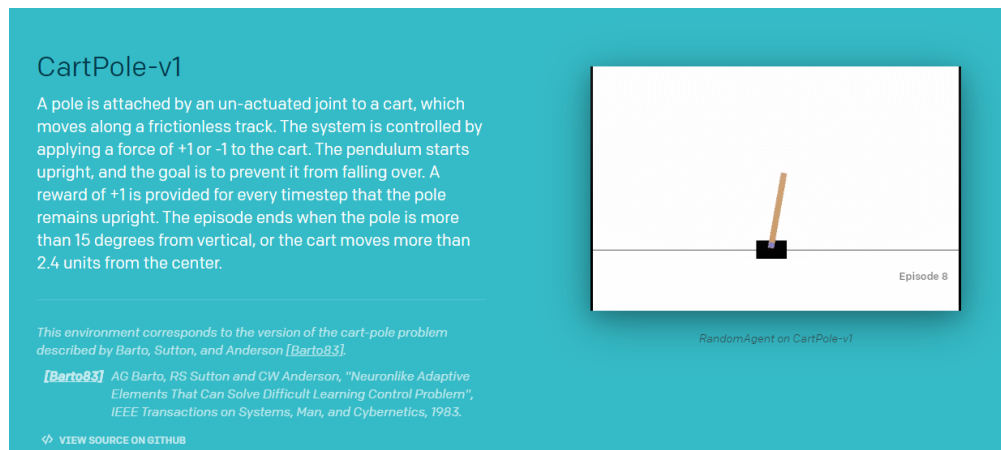 CartPole-v1
A pole is attached by an un-actuated joint to a cart, which
moves along a frictionless track. The system is controlled by
applying a force of +1 or -1 to the cart. The pendulum starts
upright, and the goal is to prevent it from falling over. A
reward of +1 is provided for every timestep that the pole
remains upright. The episode ends when the pole is more
than 15 degrees from vertical, or the cart moves more than
2.4 units from the center.
This environment corresponds to the version of the cart-pole problem
described by Barto, Sutton, and Anderson [Barto83].
[Barto83] AG Barto, RS Sutton and CW Anderson, "Neuronlike Adaptive
Elements That Can Solve Difficult Learning Control Problem",
IEEE Transactions on Systems, Man, and Cybernetics, 1983.
</> VIEW SOURCE ON GITHUB
Episode 8
RandomAgent on CartPole-v1